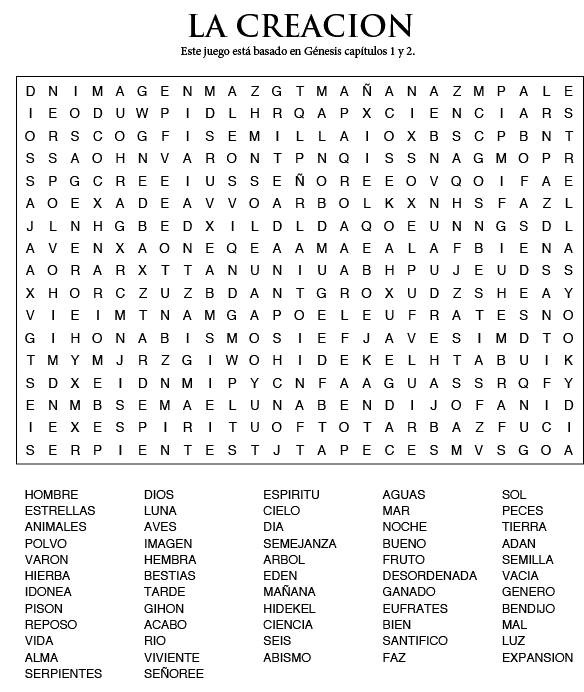 LA CREACION
Este juego está basado en Génesis capítulos 1 y 2.
D N I M A G E N M A Z G T M A Ñ A N A Z M P A L E
I E O D U W P I D L H R Q A P X C I E N C I A R S
O R S C O G F I S E M I L L A I O X B S C P B N T
S S A O H N V A R O N T P N Q I S S N A G M O P R
S P G C R E E I U S S E Ñ O R E E O V Q O I F A E
A O E X A D E A V V O A R B O L K X N H S F A Z L
J L N H G B E D X I L D L D A Q O E U N N G S D L
A V E N X A O N E Q E A A M A E A L A F B I E N A
A O R A R X T T A N U N I U A B H P U J E U D S S
X H O R C Z U Z B D A N T G R O X U D Z S H E A Y
V I E I M T N A M G A P O E L E U F R A T E S N O
G I H O N A B I S M O S I E F J A V E S I M D T O
T M Y M J R Z G I W O H I D E K E L H T A B U I K
S D X E I D N M I P Y C N F A A G U A S S R Q F Y
E N M B S E M A E L U N A B E N D I J O F A N I D
I E X E S P I R I T U O F T O T A R B A Z F U C I
S E R P I E N T E S T J T A P E C E S M V S G O A
HOMBRE DIOS ESPIRITU AGUAS SOL
ESTRELLAS LUNA CIELO MAR PECES
ANIMALES AVES DIA NOCHE TIERRA
POLVO IMAGEN SEMEJANZA BUENO ADAN
VARON HEMBRA ARBOL FRUTO SEMILLA
HIERBA BESTIAS EDEN DESORDENADA VACIA
IDONEA TARDE MAÑANA GANADO GENERO
PISON GIHON HIDEKEL EUFRATES BENDIJO
REPOSO ACABO CIENCIA BIEN MAL
VIDA RIO SEIS SANTIFICO LUZ
ALMA VIVIENTE ABISMO FAZ EXPANSION
SERPIENTES SEÑOREE